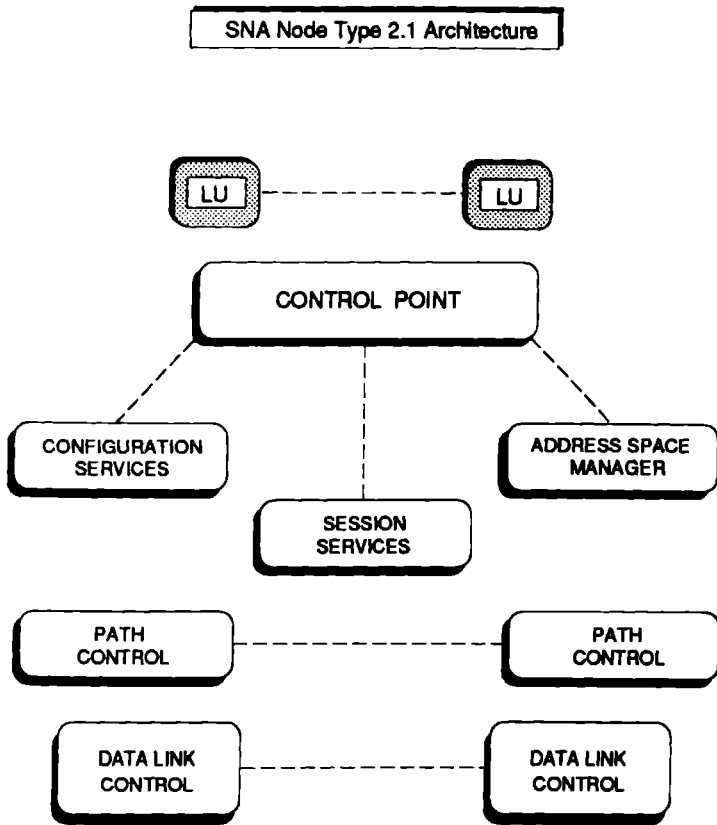 SNA Node Type 2.1 Architecture
LU
LU
CONTROL POINT
CONFIGURATION
SERVICES
ADDRESS SPACE
MANAGER
SESSION
SERVICES
PATH
CONTROL
PATH
CONTROL
DATA LINK
CONTROL
DATA LINK
CONTROL